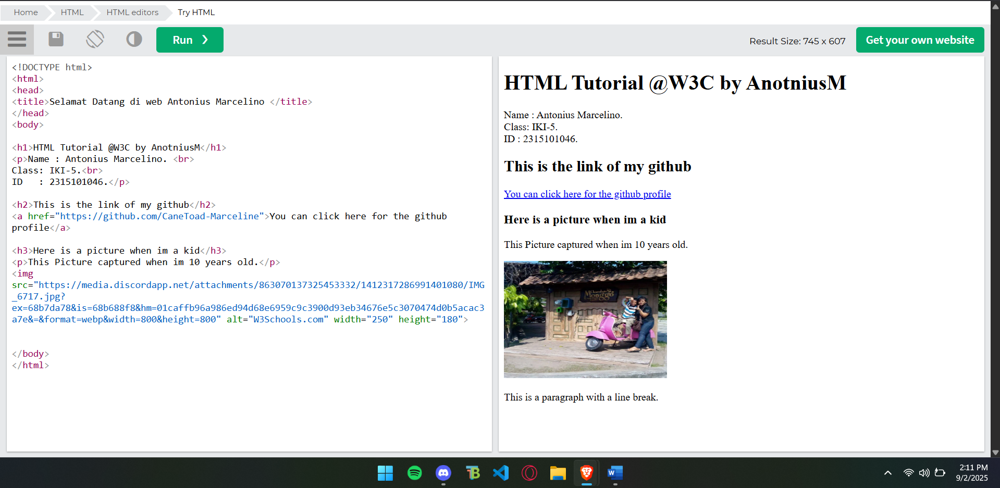 Home HTML HTML editors Try HTML
Run ❯ Result Size: 745 x 607 Get your own website
<!DOCTYPE html>
<html>
<head>
<title>Selamat Datang di web Antonius Marcelino </title>
</head>
<body>
<h1>HTML Tutorial @W3C by AnotniusM</h1>
<p>Name : Antonius Marcelino. <br>
Class: IKI-5.<br>
ID   : 2315101046.</p>
<h2>This is the link of my github</h2>
<a href="https://github.com/CaneToad-Marceline">You can click here for the github
profile</a>
<h3>Here is a picture when im a kid</h3>
<p>This Picture captured when im 10 years old.</p>
<img
src="https://media.discordapp.net/attachments/863070137325453332/1412317286991401080/IMG
_6717.jpg?
ex=68b7da78&is=68b688f8&hm=01caffb96a986ed94d68e6959c9c3900d93eb34676e5c3070474d0b5acac3
a7e&=&format=webp&width=800&height=800" alt="W3Schools.com" width="250" height="180">
</body>
</html>
HTML Tutorial @W3C by AnotniusM
Name : Antonius Marcelino.
Class: IKI-5.
ID : 2315101046.
This is the link of my github
You can click here for the github profile
Here is a picture when im a kid
This Picture captured when im 10 years old.
Monggo
This is a paragraph with a line break.
2:11 PM
9/2/2025